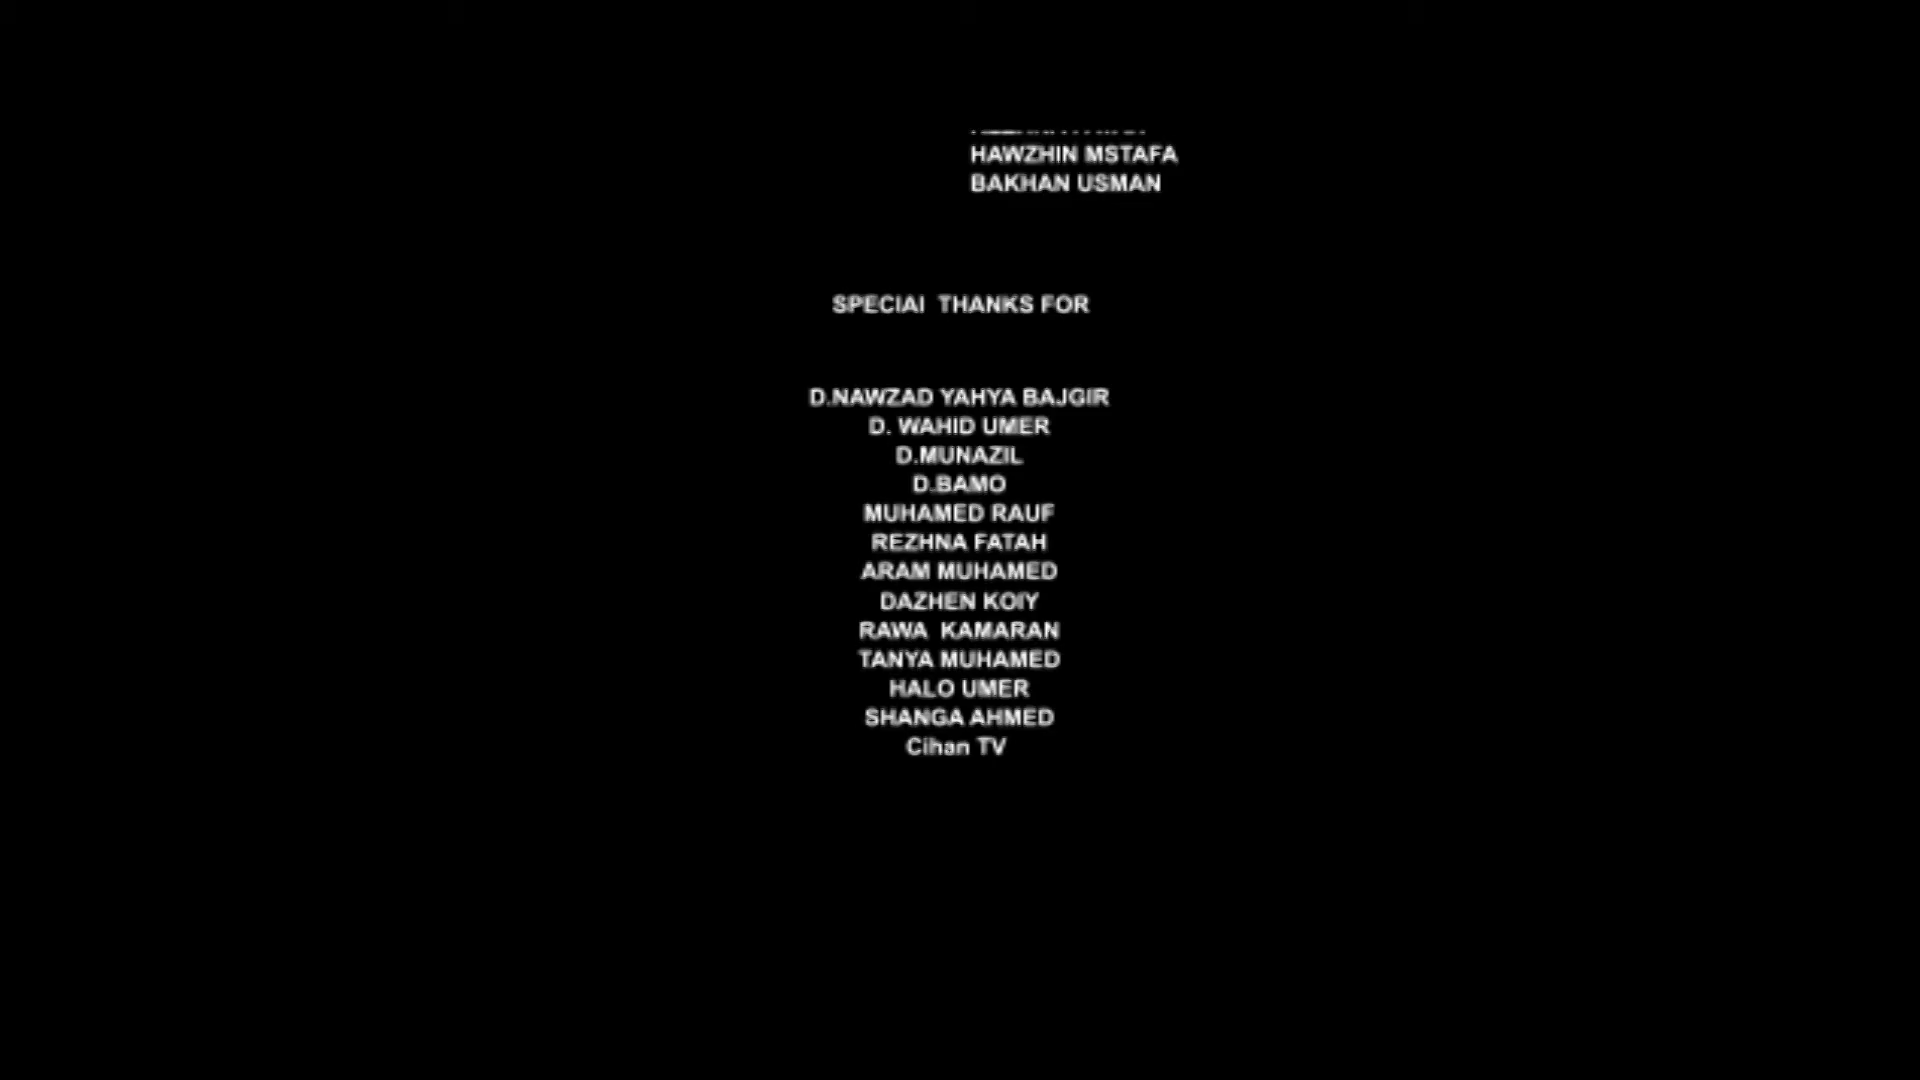 HAWZHIN MSTAFA
BAKHAN USMAN
SPECIAl THANKS FOR
D.NAWZAD YAHYA BAJGIR
D. WAHID UMER
D.MUNAZIL
D.BAMO
MUHAMED RAUF
REZHNA FATAH
ARAM MUHAMED
DAZHEN KOIY
RAWA KAMARAN
TANYA MUHAMED
HALO UMER
SHANGA AHMED
Cihan TV